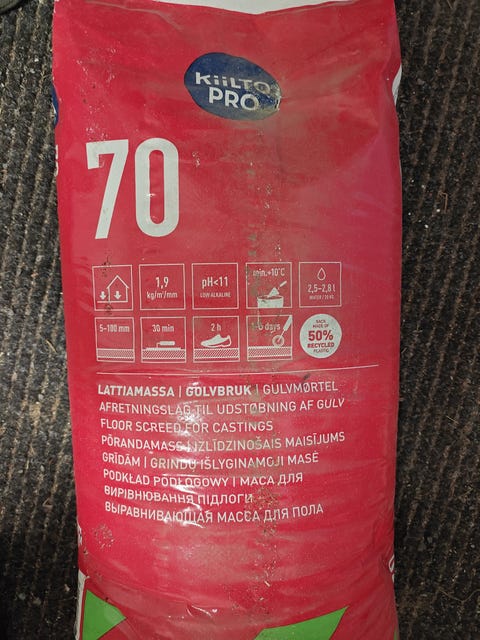 KiiLTO
PRO
70
1,9
kg/m²/mm
pH<11
LOW ALKALINE
min.+10°C
2,5-2,8 l
WATER / 20 KG
5-100 mm
30 min
2 h
days
SACK
MADE OF
50%
RECYCLED
PLASTIC
LATTIAMASSA | GOLVBRUK | GULVMØRTEL
AFRETNINGSLAG TIL UDSTØBNING AF GULV
FLOOR SCREED FOR CASTINGS
PÕRANDAMASS | IZLĪDZINOŠAIS MAISĪJUMS
GRĪDĀM | GRINDŲ IŠLYGINAMOJI MASĖ
PODKŁAD PODŁOGOWY | МАСА ДЛЯ
ВИРІВНЮВАННЯ ПІДЛОГИ
ВЫРАВНИВАЮЩАЯ МАССА ДЛЯ ПОЛА